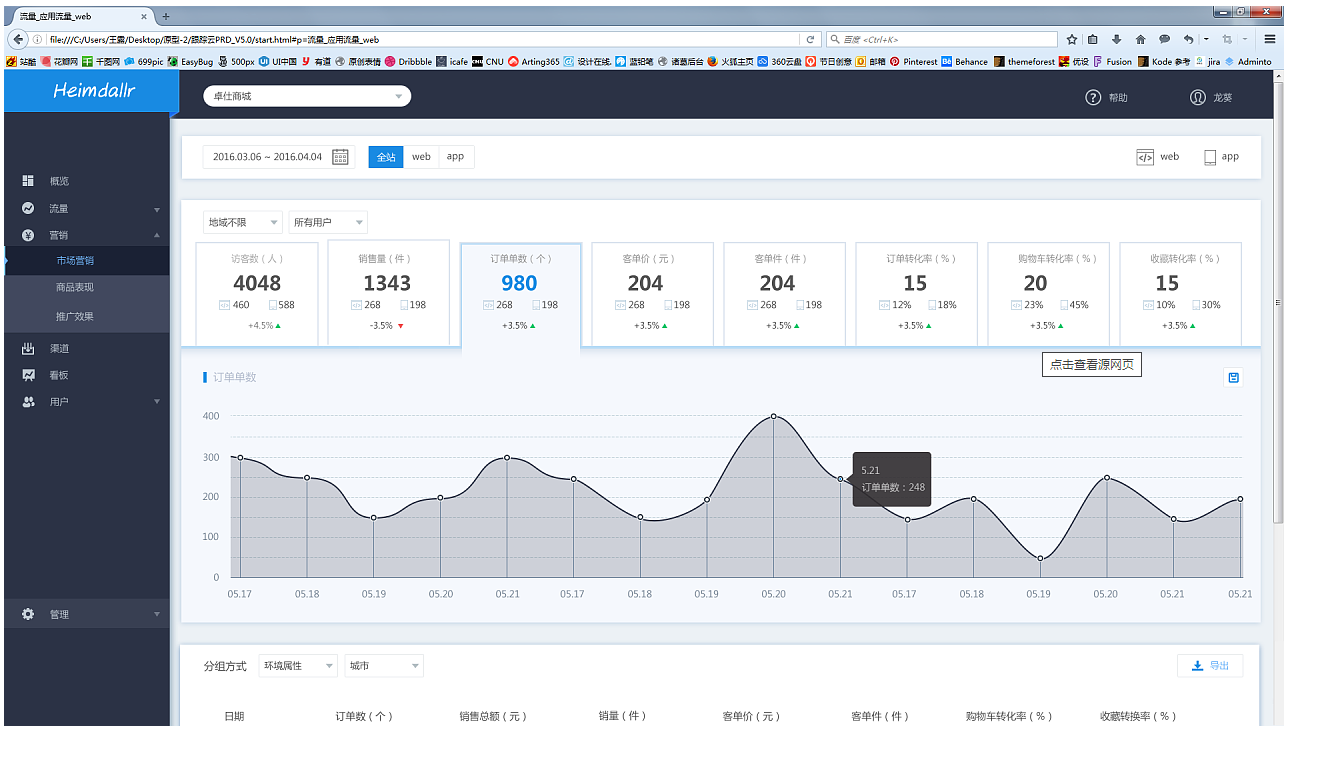 流量_应用流量_web
file:///C:/Users/王露/Desktop/原型-2/跟踪云PRD_V5.0/start.html#p=流量_应用流量_web
百度 <Ctrl+K>
站酷 花瓣网 千图网 699pic EasyBug 500px UI中国 有道 原创表情 Dribbble icafe CNU CNU Arting365 设计在线. 蓝铅笔 诸葛后台 火狐主页 360云盘 节日创意 邮箱 Pinterest Behance themeforest 优设 Fusion Kode 参考 jira Adminto
Heimdallr
卓仕商城
帮助
龙葵
2016.03.06 ~ 2016.04.04
全站 web app
web app
概览
流量
营销
市场营销
商品表现
推广效果
渠道
看板
用户
管理
地域不限 所有用户
访客数（人） 销售量（件） 订单单数（个） 客单价（元） 客单件（件） 订单转化率（%） 购物车转化率（%） 收藏转化率（%）
4048 1343 980 204 204 15 20 15
460 588 268 198 268 198 268 198 268 198 12% 18% 23% 45% 10% 30%
+4.5% -3.5% +3.5% +3.5% +3.5% +3.5% +3.5% +3.5%
点击查看源网页
订单单数
400
300
200
100
0
5.21
订单单数：248
05.17 05.18 05.19 05.20 05.21 05.17 05.18 05.19 05.20 05.21 05.17 05.18 05.19 05.20 05.21 05.21
分组方式 环境属性 城市
导出
日期 订单数（个） 销售总额（元） 销量（件） 客单价（元） 客单件（件） 购物车转化率（%） 收藏转换率（%）